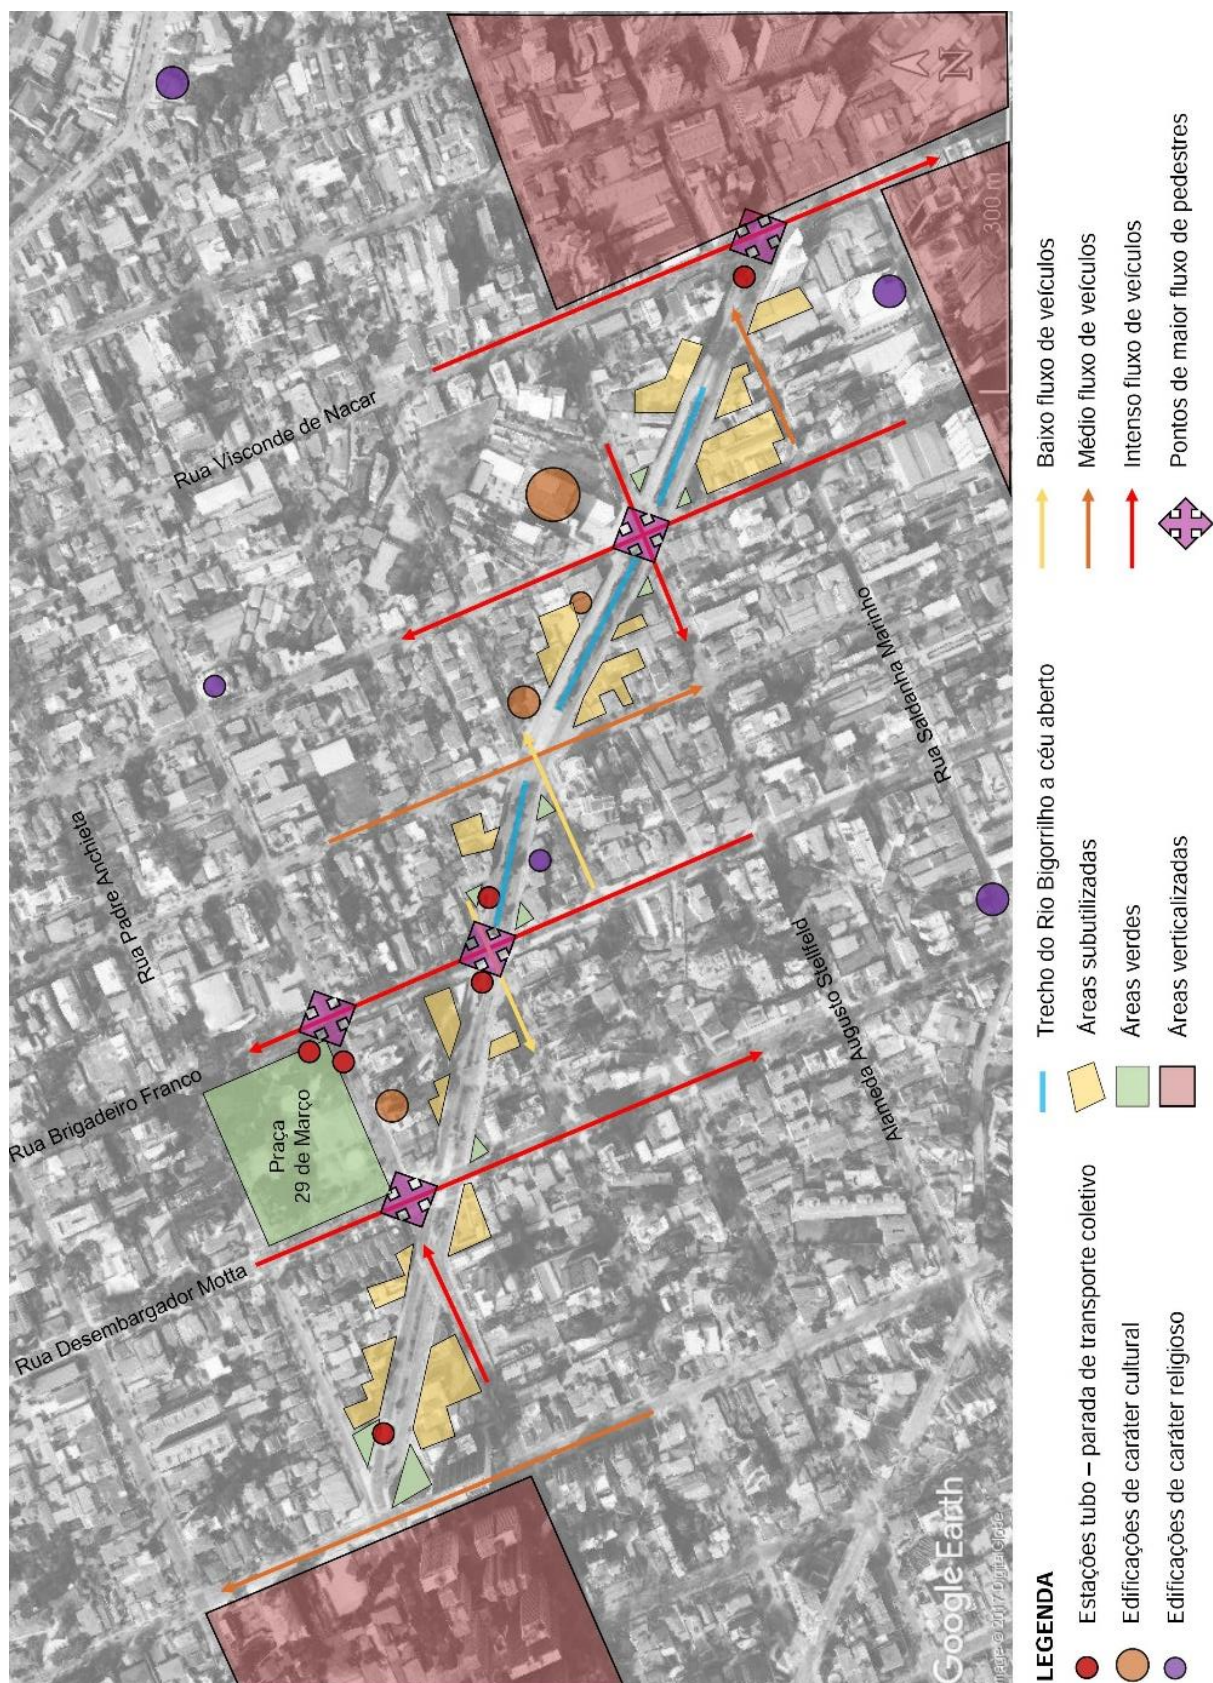 Rua Desembargador Motta
Rua Brigadeiro Franco
Rua Padre Anchieta
Rua Visconde de Nacar
Praça
29 de Março
Alameda Augusto Stellfeld
Rua Saldanha Marinho
N
300 m
Google Earth
LEGENDA
Estações tubo – parada de transporte coletivo
Edificações de caráter cultural
Edificações de caráter religioso
Trecho do Rio Bigorrilho a céu aberto
Áreas subutilizadas
Áreas verdes
Áreas verticalizadas
Baixo fluxo de veículos
Médio fluxo de veículos
Intenso fluxo de veículos
Pontos de maior fluxo de pedestres